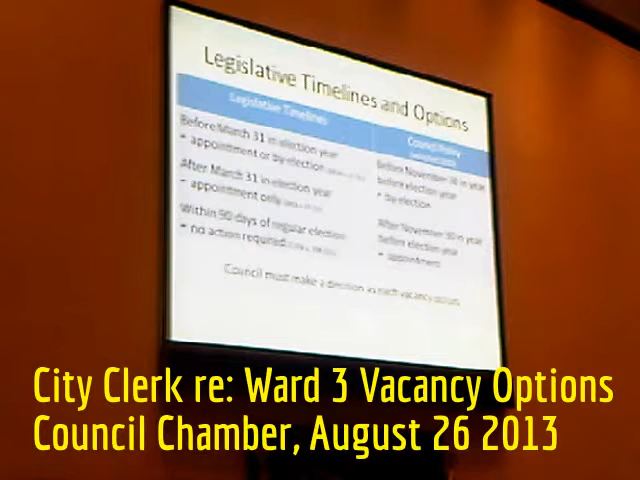 Legislative Timelines and Options
Legislative Timelines
Council Policy
Before March 31 in election year
• appointment or by election
After March 31 in election year
• appointment only
Within 90 days of regular election
• no action required
Before November 30 in year
before election year
• by election
After November 30 in year
before election year
• appointment
Council must make a decision as each vacancy occurs
City Clerk re: Ward 3 Vacancy Options
Council Chamber, August 26 2013